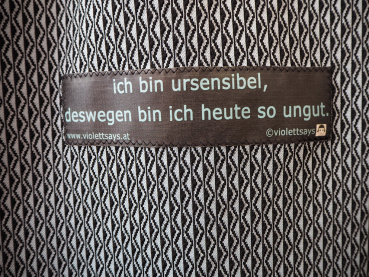 ich bin ursensibel,
deswegen bin ich heute so ungut.
www.violettsays.at ©violettsays